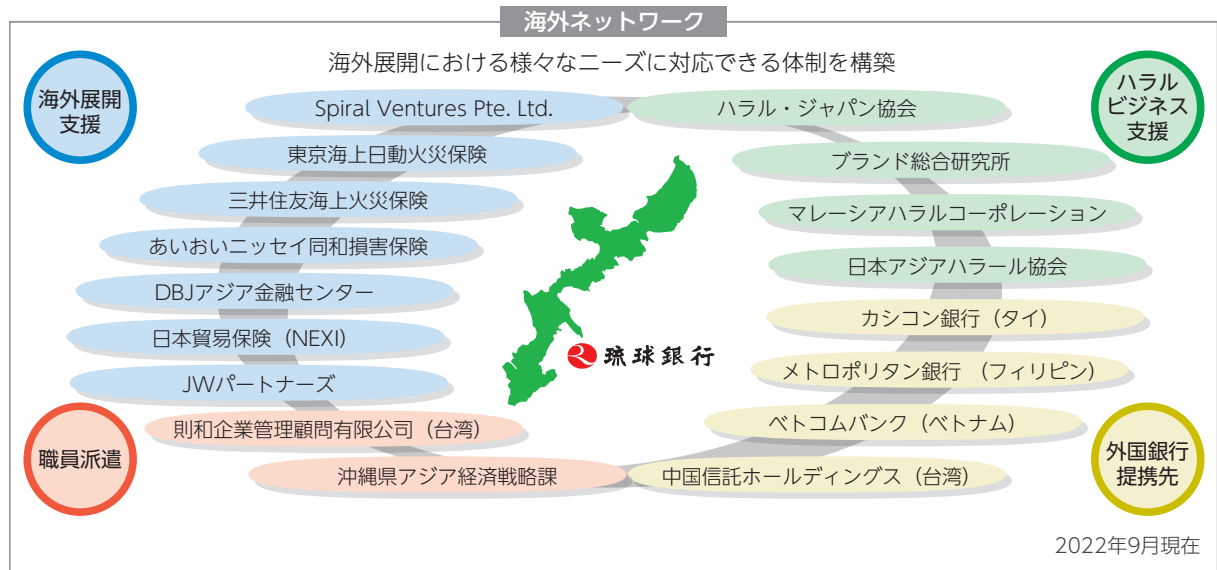 海外ネットワーク
海外展開における様々なニーズに対応できる体制を構築
海外展開
支援
Spiral Ventures Pte. Ltd.
東京海上日動火災保険
三井住友海上火災保険
あいおいニッセイ同和損害保険
DBJアジア金融センター
日本貿易保険（NEXI）
JWパートナーズ
職員派遣
則和企業管理顧問有限公司（台湾）
沖縄県アジア経済戦略課
琉球銀行
ハラル
ビジネス
支援
ハラル・ジャパン協会
ブランド総合研究所
マレーシアハラルコーポレーション
日本アジアハラール協会
カシコン銀行（タイ）
メトロポリタン銀行　（フィリピン）
ベトコムバンク（ベトナム）
中国信託ホールディングス（台湾）
外国銀行
提携先
2022年9月現在